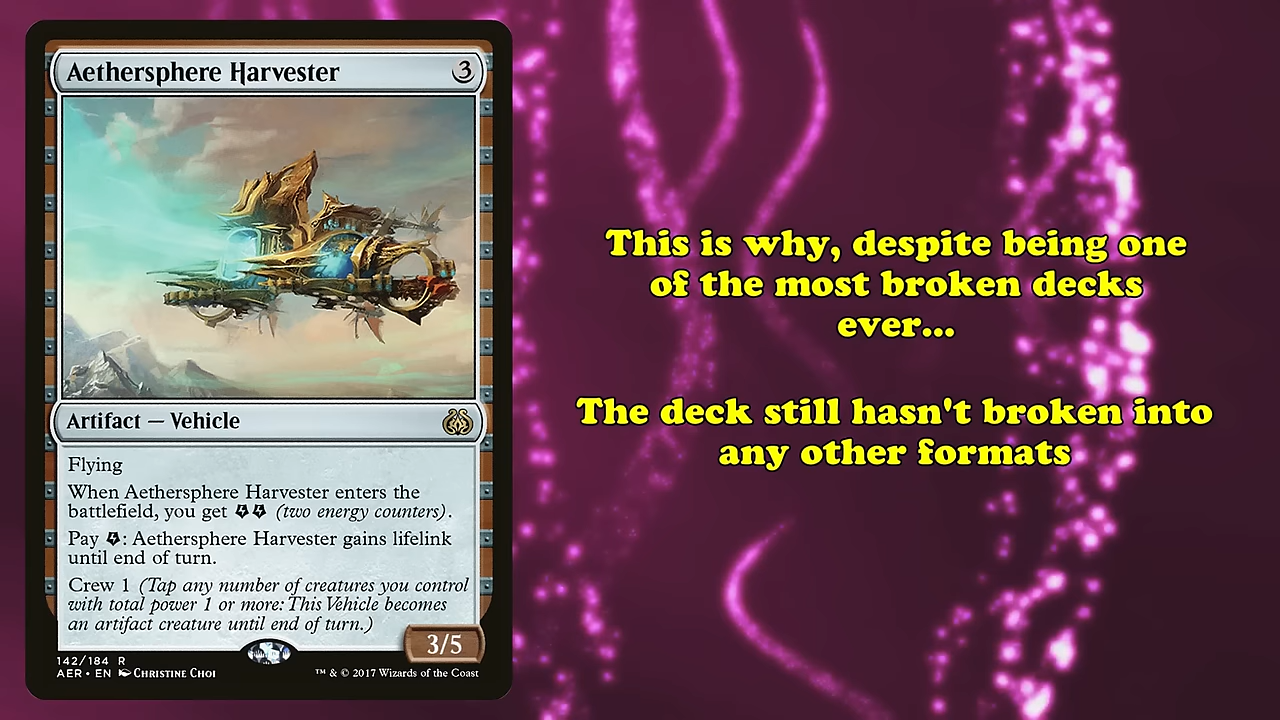 Aethersphere Harvester
3
Artifact — Vehicle
Flying
When Aethersphere Harvester enters the
battlefield, you get (two energy counters).
Pay : Aethersphere Harvester gains lifelink
until end of turn.
Crew 1 (Tap any number of creatures you control
with total power 1 or more: This Vehicle becomes
an artifact creature until end of turn.)
3/5
142/184 R
AER • EN Christine Choi
™ & © 2017 Wizards of the Coast
This is why, despite being one
of the most broken decks
ever...
The deck still hasn't broken into
any other formats